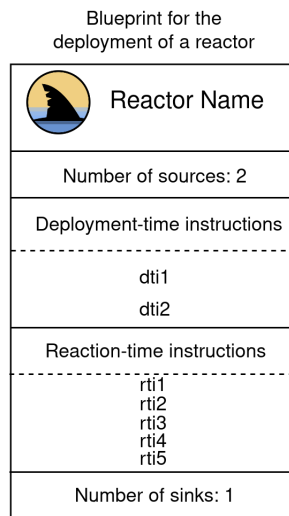 Blueprint for the
deployment of a reactor
Reactor Name
Number of sources: 2
Deployment-time instructions
dti1
dti2
Reaction-time instructions
rti1
rti2
rti3
rti4
rti5
Number of sinks: 1